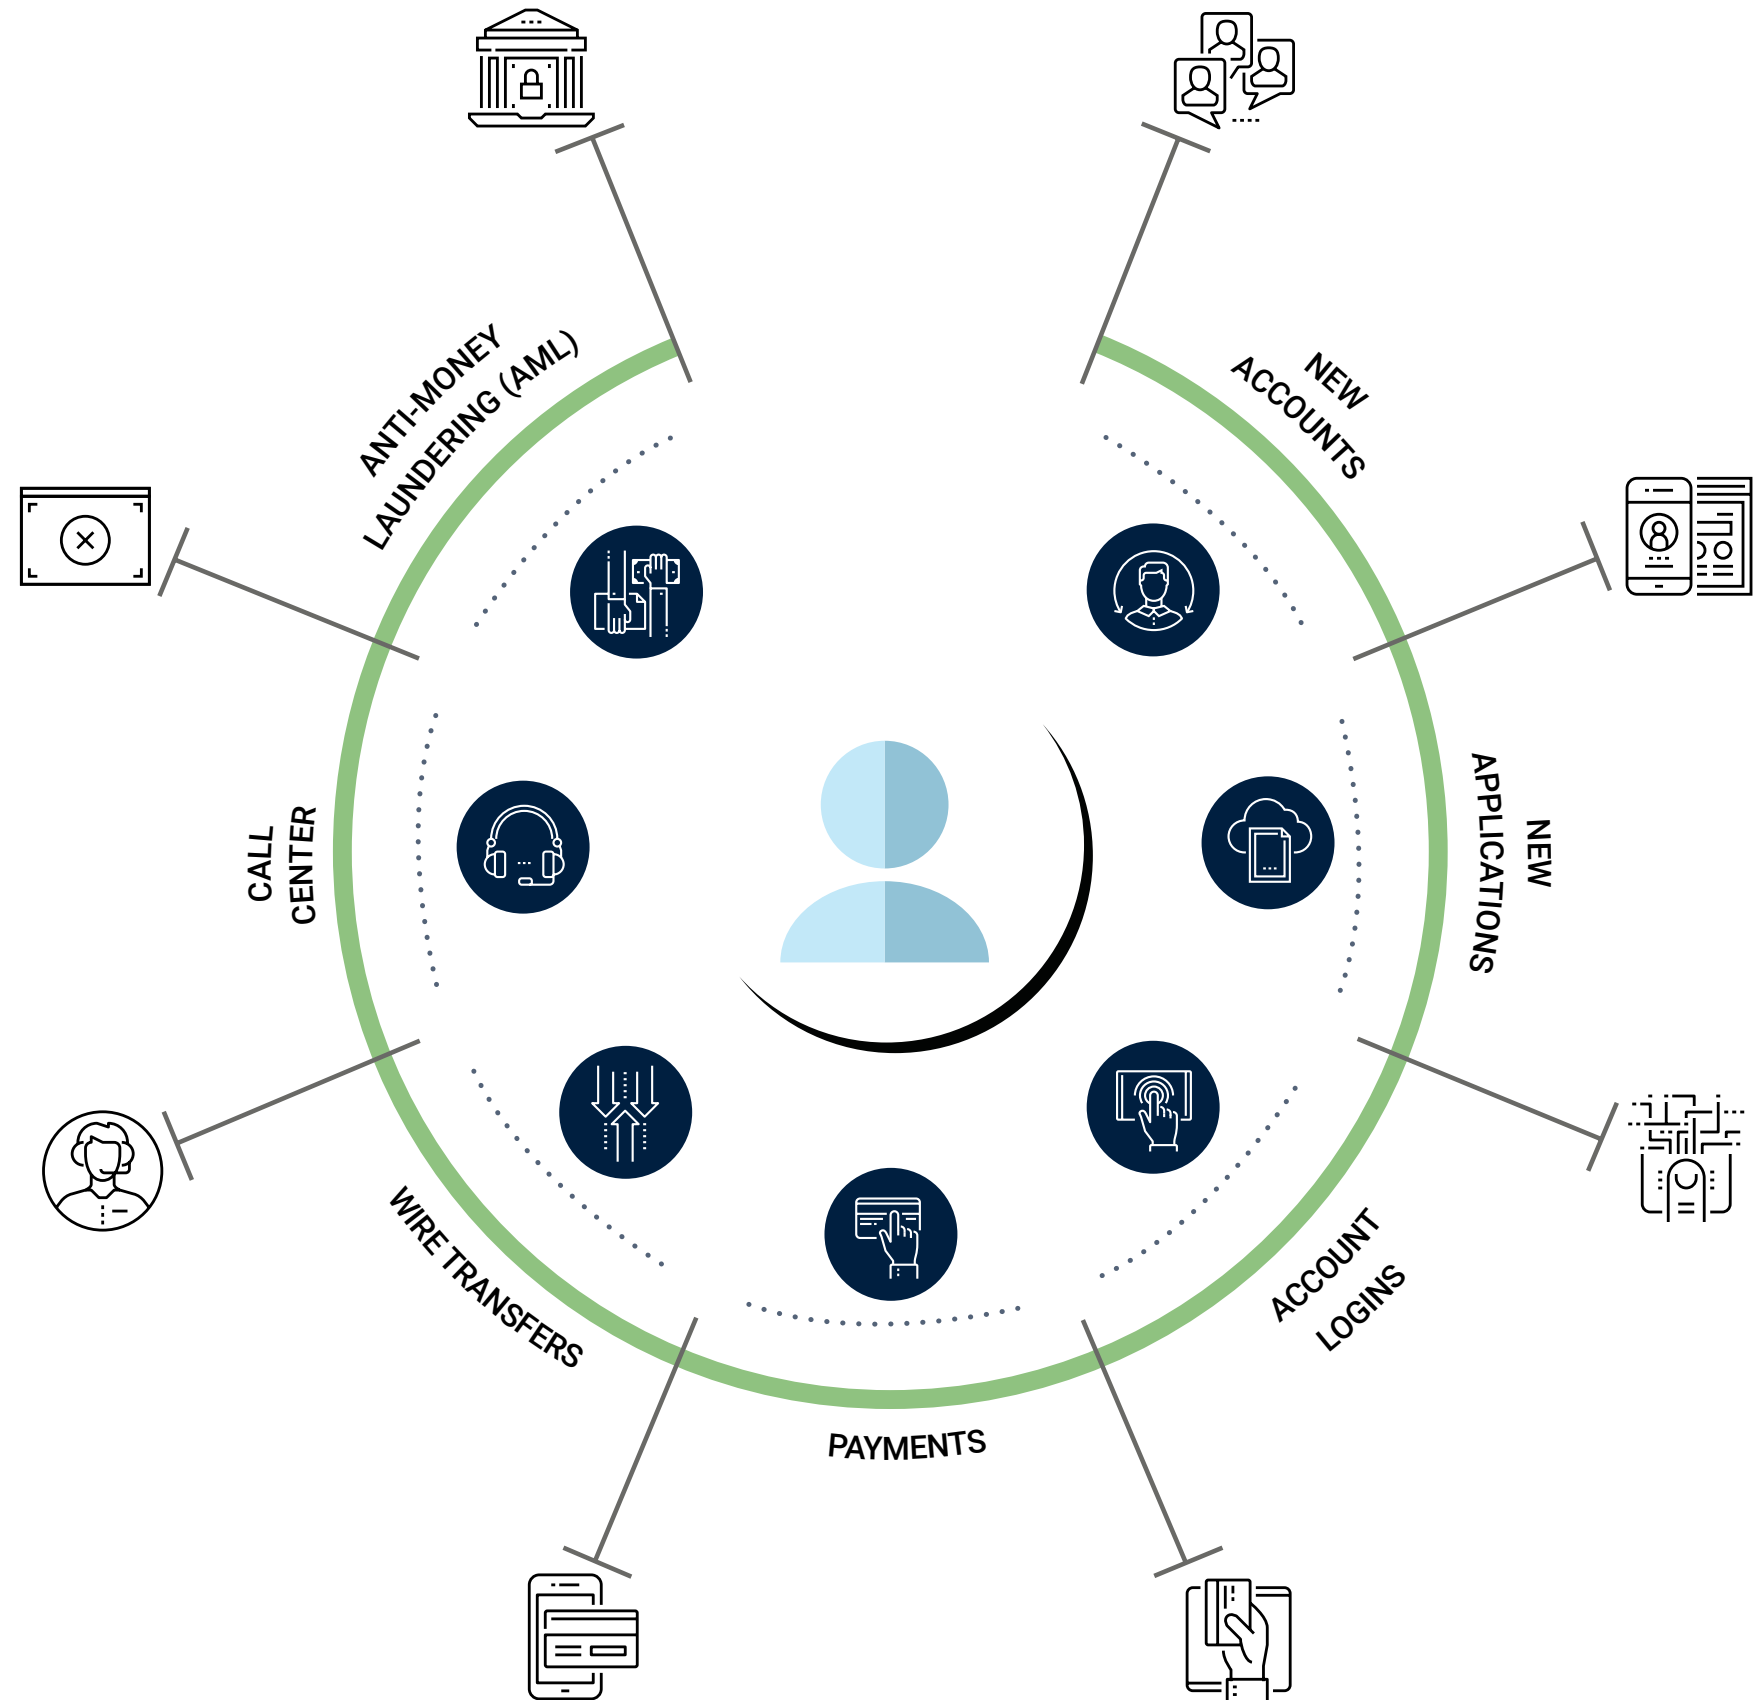 ANTI-MONEY
LAUNDERING (AML)
NEW
ACCOUNTS
NEW
APPLICATIONS
ACCOUNT
LOGINS
PAYMENTS
WIRE TRANSFERS
CALL
CENTER